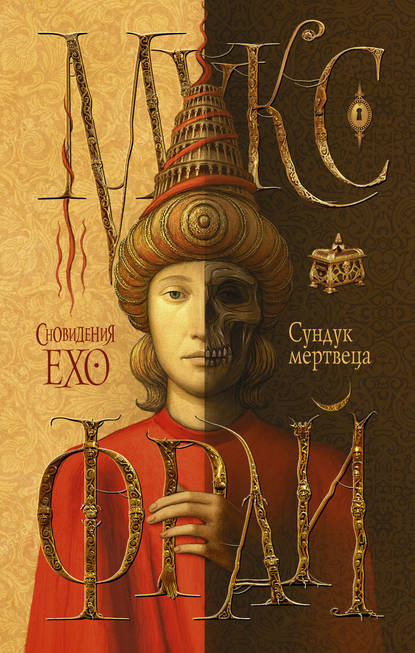 МАКС
Сновидения
ЕХО
Сундук
мертвеца
ФРАЙ